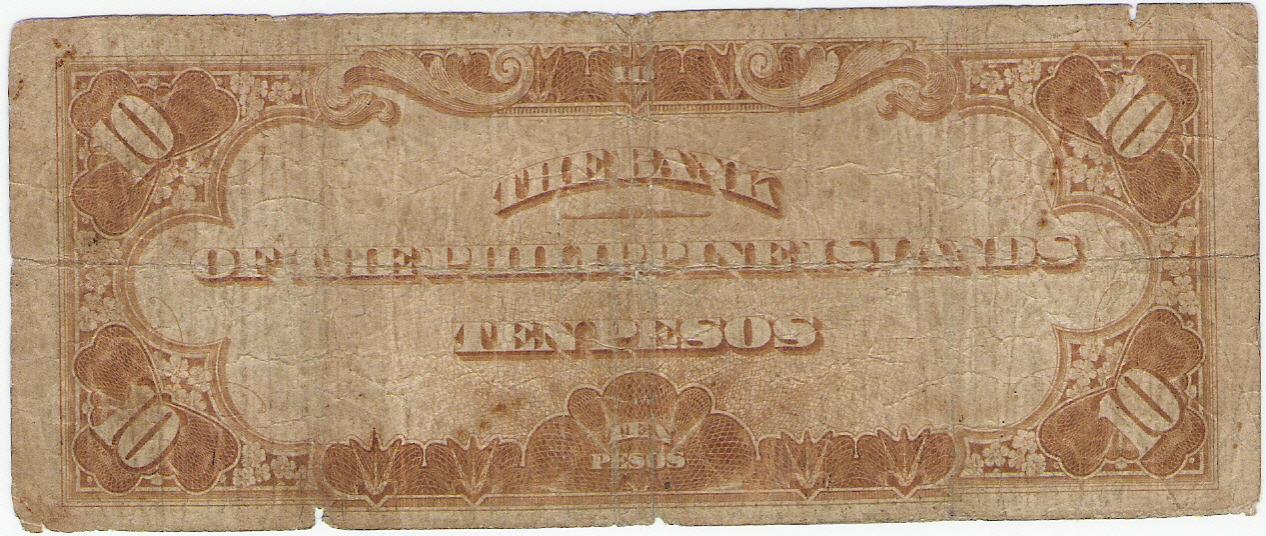 10
10
THE BANK
OF THE PHILIPPINE ISLANDS
TEN PESOS
10
10
TEN
PESOS